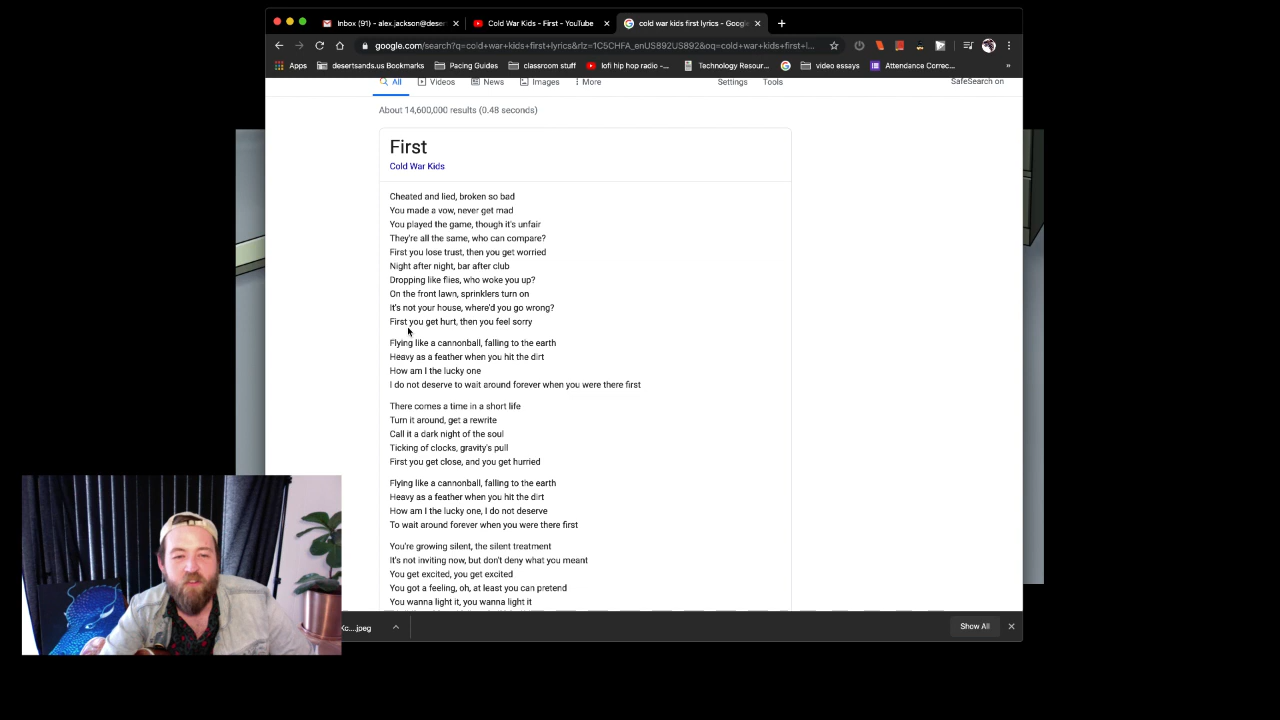 Inbox (91) - alex.jackson@deser
Cold War Kids - First - YouTube
cold war kids first lyrics - Googl
google.com/search?q=cold+war+kids+first+lyrics&rlz=1C5CHFA_enUS892US892&oq=cold+war+kids+first+l...
Apps
desertsands.us Bookmarks
Pacing Guides
classroom stuff
lofi hip hop radio -...
Technology Resour...
video essays
Attendance Correc...
»
All
Videos
News
Images
More
Settings
Tools
SafeSearch on
About 14,600,000 results (0.48 seconds)
First
Cold War Kids
Cheated and lied, broken so bad
You made a vow, never get mad
You played the game, though it's unfair
They're all the same, who can compare?
First you lose trust, then you get worried
Night after night, bar after club
Dropping like flies, who woke you up?
On the front lawn, sprinklers turn on
It's not your house, where'd you go wrong?
First you get hurt, then you feel sorry
Flying like a cannonball, falling to the earth
Heavy as a feather when you hit the dirt
How am I the lucky one
I do not deserve to wait around forever when you were there first
There comes a time in a short life
Turn it around, get a rewrite
Call it a dark night of the soul
Ticking of clocks, gravity's pull
First you get close, and you get hurried
Flying like a cannonball, falling to the earth
Heavy as a feather when you hit the dirt
How am I the lucky one, I do not deserve
To wait around forever when you were there first
You're growing silent, the silent treatment
It's not inviting now, but don't deny what you meant
You get excited, you get excited
You got a feeling, oh, at least you can pretend
You wanna light it, you wanna light it
Kc....jpeg
Show All